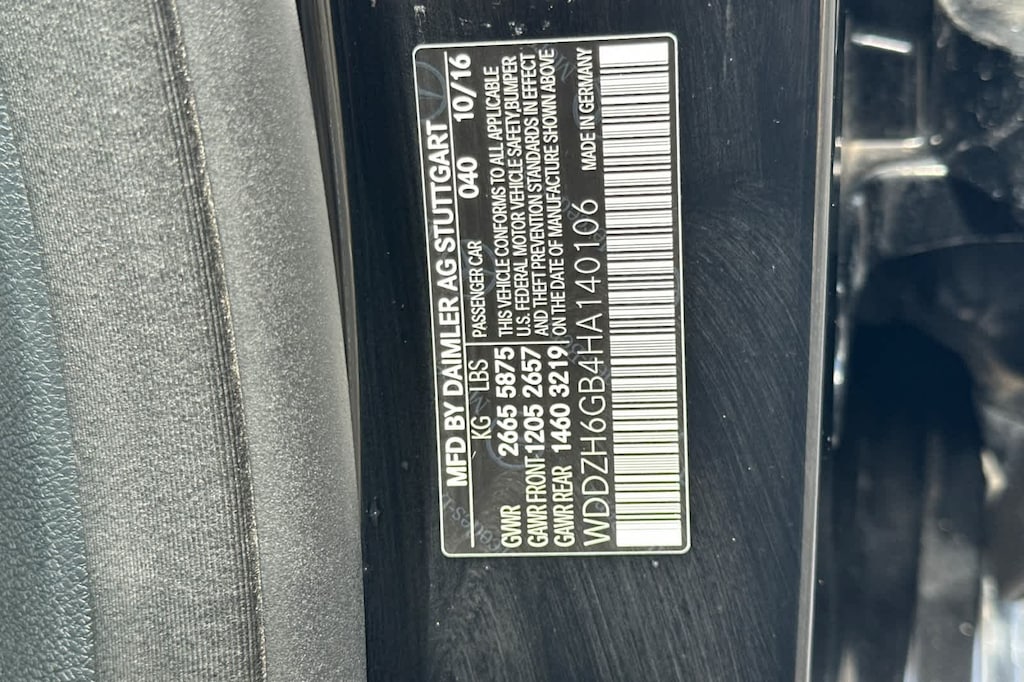 MFD BY DAIMLER AG STUTTGART
KG LBS PASSENGER CAR 040 10/16
GVWR 2665 5875 THIS VEHICLE CONFORMS TO ALL APPLICABLE
U.S. FEDERAL MOTOR VEHICLE SAFETY,BUMPER
GAWR FRONT 1205 2657 AND THEFT PREVENTION STANDARDS IN EFFECT
GAWR REAR 1460 3219 ON THE DATE OF MANUFACTURE SHOWN ABOVE
WDDZH6GB4HA140106 MADE IN GERMANY